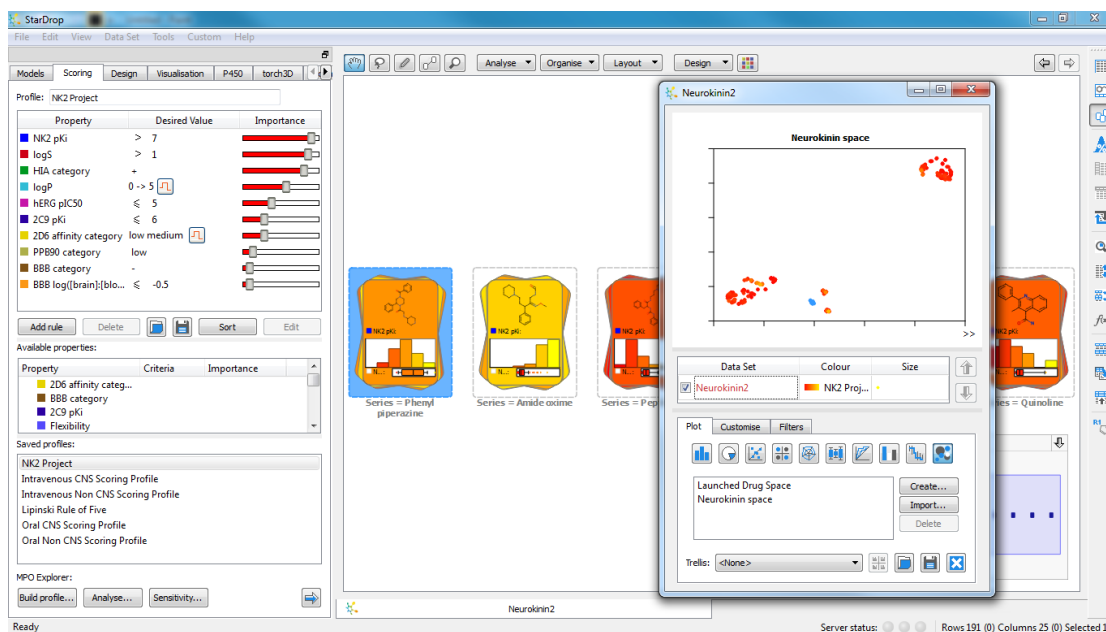 StarDrop
File Edit View Data Set Tools Custom Help
Models Scoring Design Visualisation P450 torch3D
Analyse Organise Layout Design
Profile: NK2 Project
Property Desired Value Importance
NK2 pKi > 7
logS > 1
HIA category +
logP 0 -> 5
hERG pIC50 ⩽ 5
2C9 pKi ⩽ 6
2D6 affinity category low medium
PPB90 category low
BBB category -
BBB log([brain]:[blo... ⩽ -0.5
Add rule Delete Sort Edit
Available properties:
Property Criteria Importance
2D6 affinity categ...
BBB category
2C9 pKi
Flexibility
Saved profiles:
NK2 Project
Intravenous CNS Scoring Profile
Intravenous Non CNS Scoring Profile
Lipinski Rule of Five
Oral CNS Scoring Profile
Oral Non CNS Scoring Profile
MPO Explorer:
Build profile... Analyse... Sensitivity...
Ready
NK2 pKi:
N...:
Series = Phenyl
piperazine
NK2 pKi:
N...:
Series = Amide oxime
NK2 pKi
N...
Series = Pep
Series = Quinoline
Neurokinin2
Neurokinin space
>>
Data Set Colour Size
Neurokinin2 NK2 Proj...
Plot Customise Filters
Launched Drug Space
Neurokinin space
Create...
Import...
Delete
Trellis: <None>
Neurokinin2
Server status: Rows 191 (0) Columns 25 (0) Selected 1